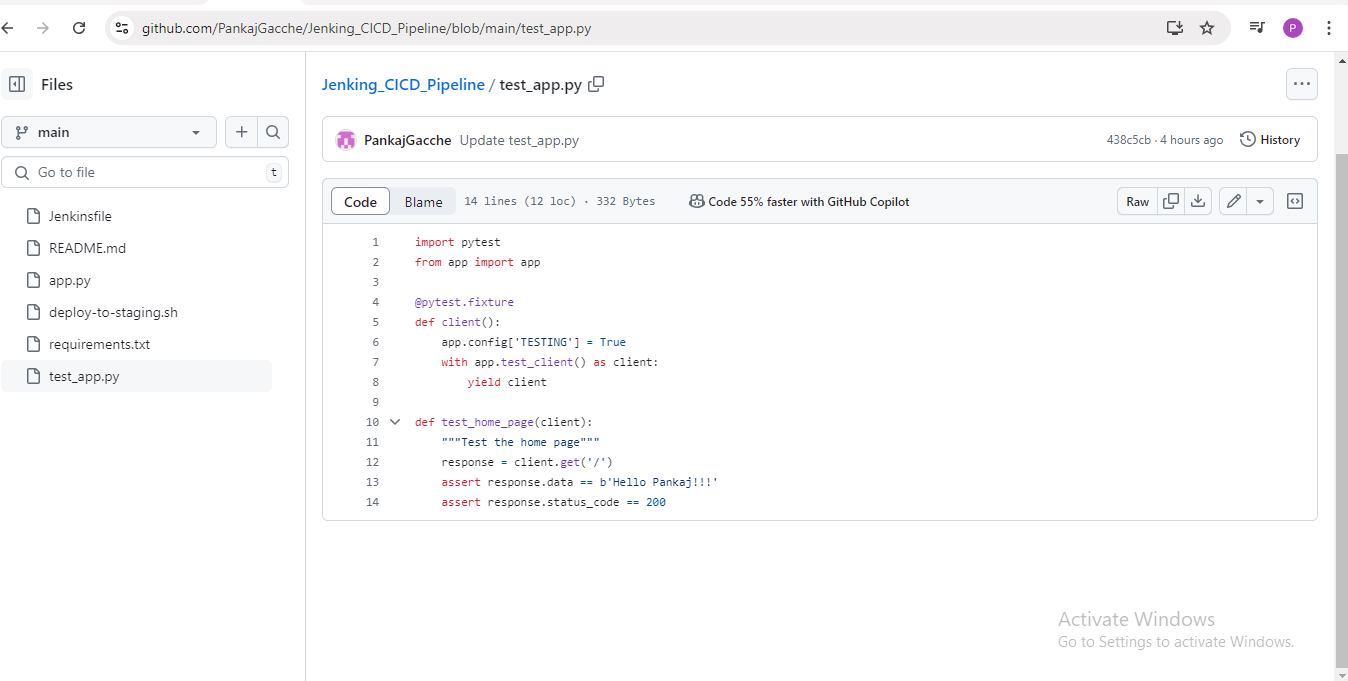 github.com/PankajGacche/Jenking_CICD_Pipeline/blob/main/test_app.py
P
Files
main
Go to file
t
Jenkinsfile
README.md
app.py
deploy-to-staging.sh
requirements.txt
test_app.py
Jenking_CICD_Pipeline / test_app.py
PankajGacche Update test_app.py
438c5cb · 4 hours ago
History
Code
Blame
14 lines (12 loc) · 332 Bytes
Code 55% faster with GitHub Copilot
Raw
1 import pytest
2 from app import app
3
4 @pytest.fixture
5 def client():
6     app.config['TESTING'] = True
7     with app.test_client() as client:
8         yield client
9
10 def test_home_page(client):
11     """Test the home page"""
12     response = client.get('/')
13     assert response.data == b'Hello Pankaj!!!'
14     assert response.status_code == 200
Activate Windows
Go to Settings to activate Windows.